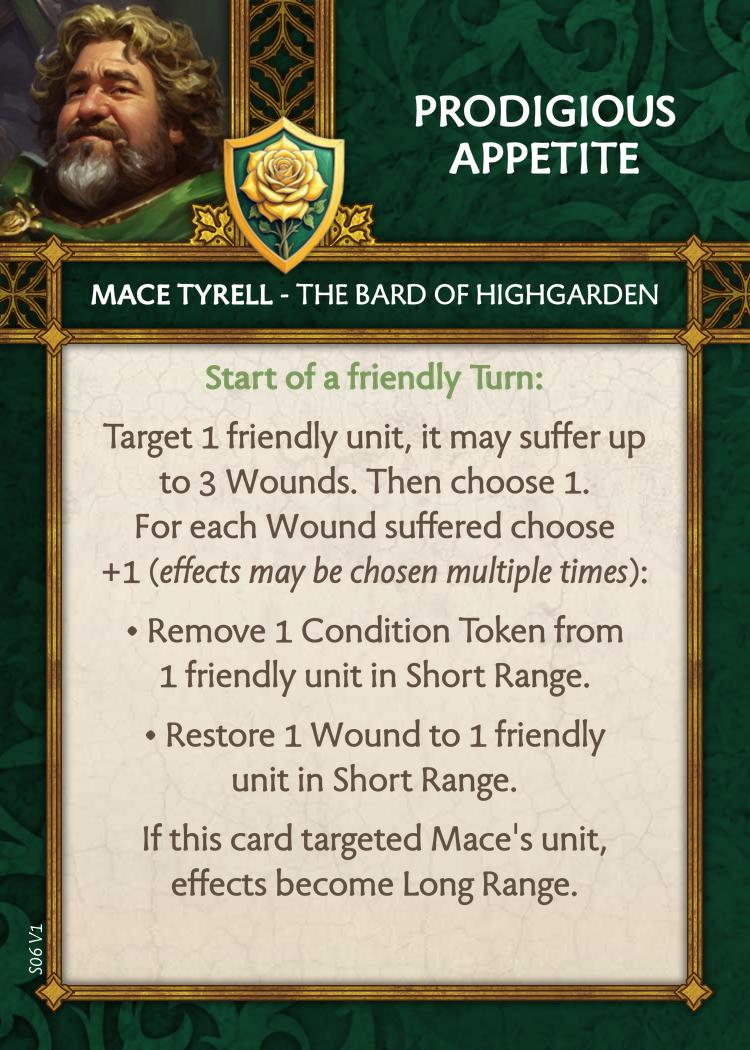 PRODIGIOUS
APPETITE
MACE TYRELL - THE BARD OF HIGHGARDEN
Start of a friendly Turn:
Target 1 friendly unit, it may suffer up
to 3 Wounds. Then choose 1.
For each Wound suffered choose
+1 (effects may be chosen multiple times):
• Remove 1 Condition Token from
1 friendly unit in Short Range.
• Restore 1 Wound to 1 friendly
unit in Short Range.
If this card targeted Mace's unit,
effects become Long Range.
S06 V1